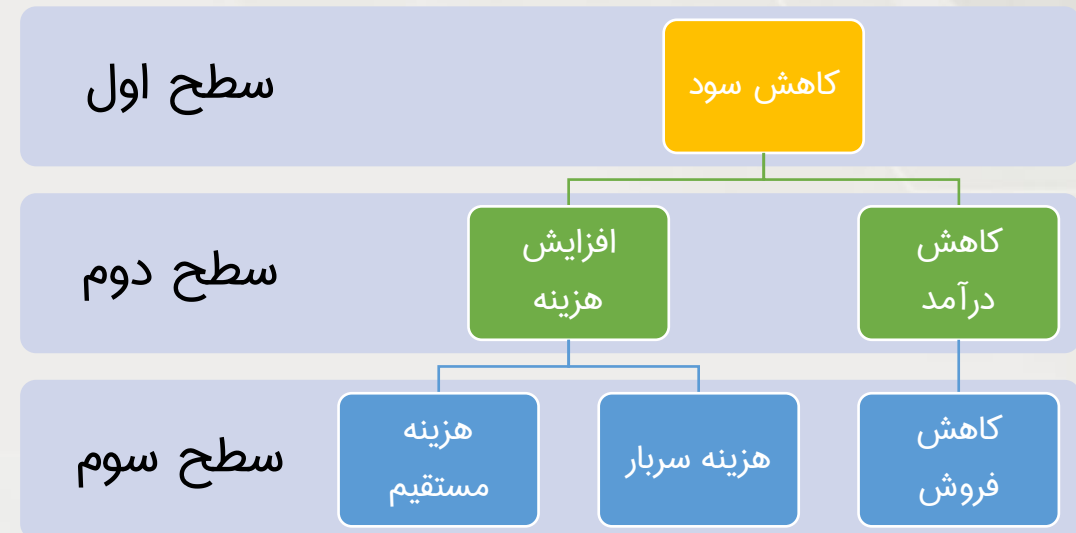 سطح اول
کاهش سود
سطح دوم
کاهش
درآمد
افزایش
هزینه
سطح سوم
کاهش
فروش
هزینه سربار
هزینه
مستقیم